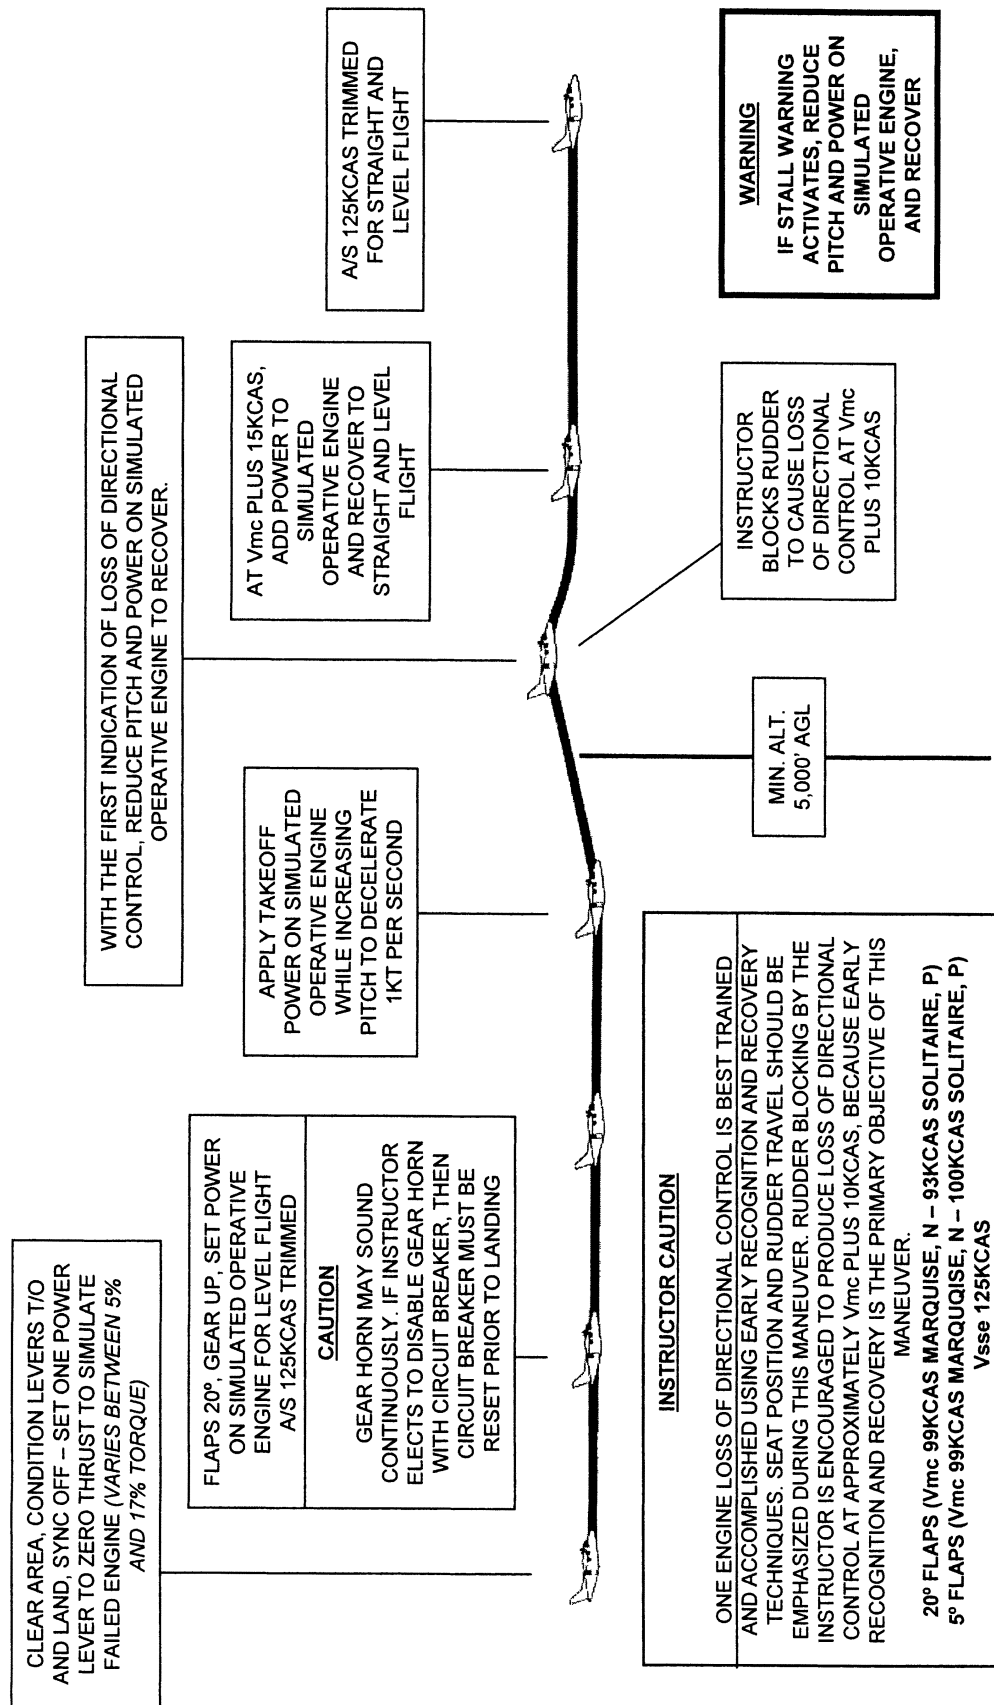 CLEAR AREA, CONDITION LEVERS T/O
AND LAND, SYNC OFF – SET ONE POWER
LEVER TO ZERO THRUST TO SIMULATE
FAILED ENGINE (VARIES BETWEEN 5%
AND 17% TORQUE)
FLAPS 20º, GEAR UP, SET POWER
ON SIMULATED OPERATIVE
ENGINE FOR LEVEL FLIGHT
A/S 125KCAS TRIMMED
CAUTION
GEAR HORN MAY SOUND
CONTINUOUSLY. IF INSTRUCTOR
ELECTS TO DISABLE GEAR HORN
WITH CIRCUIT BREAKER, THEN
CIRCUIT BREAKER MUST BE
RESET PRIOR TO LANDING
APPLY TAKEOFF
POWER ON SIMULATED
OPERATIVE ENGINE
WHILE INCREASING
PITCH TO DECELERATE
1KT PER SECOND
WITH THE FIRST INDICATION OF LOSS OF DIRECTIONAL
CONTROL, REDUCE PITCH AND POWER ON SIMULATED
OPERATIVE ENGINE TO RECOVER.
AT Vmc PLUS 15KCAS,
ADD POWER TO
SIMULATED
OPERATIVE ENGINE
AND RECOVER TO
STRAIGHT AND LEVEL
FLIGHT
A/S 125KCAS TRIMMED
FOR STRAIGHT AND
LEVEL FLIGHT
INSTRUCTOR CAUTION
ONE ENGINE LOSS OF DIRECTIONAL CONTROL IS BEST TRAINED
AND ACCOMPLISHED USING EARLY RECOGNITION AND RECOVERY
TECHNIQUES. SEAT POSITION AND RUDDER TRAVEL SHOULD BE
EMPHASIZED DURING THIS MANEUVER. RUDDER BLOCKING BY THE
INSTRUCTOR IS ENCOURAGED TO PRODUCE LOSS OF DIRECTIONAL
CONTROL AT APPROXIMATELY Vmc PLUS 10KCAS, BECAUSE EARLY
RECOGNITION AND RECOVERY IS THE PRIMARY OBJECTIVE OF THIS
MANEUVER.
20º FLAPS (Vmc 99KCAS MARQUISE, N – 93KCAS SOLITAIRE, P)
5º FLAPS (Vmc 99KCAS MARQUQISE, N – 100KCAS SOLITAIRE, P)
Vsse 125KCAS
MIN. ALT.
5,000' AGL
INSTRUCTOR
BLOCKS RUDDER
TO CAUSE LOSS
OF DIRECTIONAL
CONTROL AT Vmc
PLUS 10KCAS
WARNING
IF STALL WARNING
ACTIVATES, REDUCE
PITCH AND POWER ON
SIMULATED
OPERATIVE ENGINE,
AND RECOVER